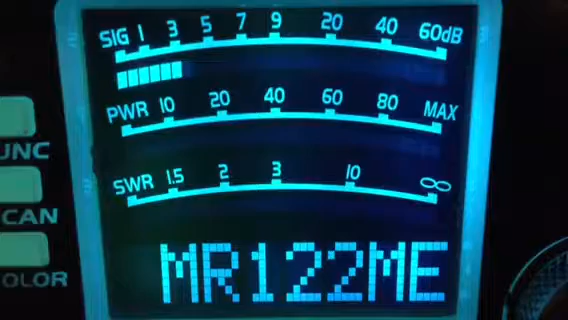 SIG 1 3 5 7 9 20 40 60dB
PWR 10 20 40 60 80 MAX
UNC
SWR 1.5 2 3 10 ∞
CAN
OLOR
MR122ME